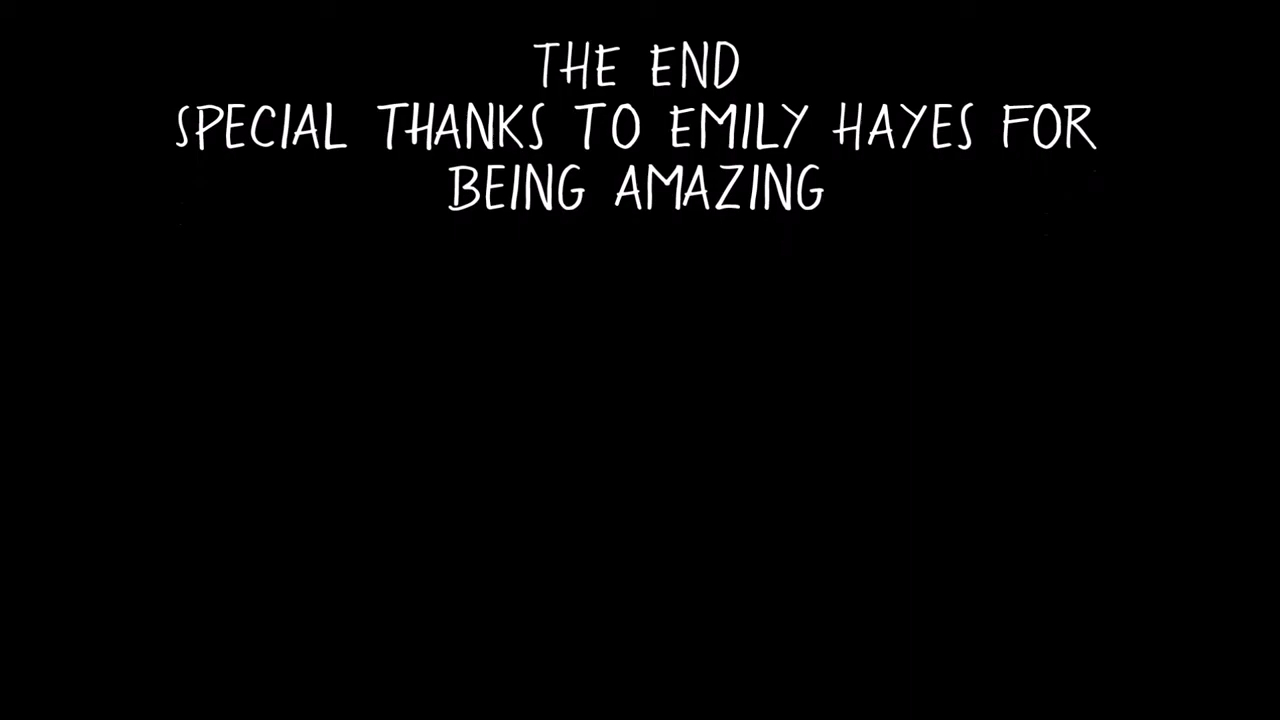 THE END
SPECIAL THANKS TO EMILY HAYES FOR
BEING AMAZING